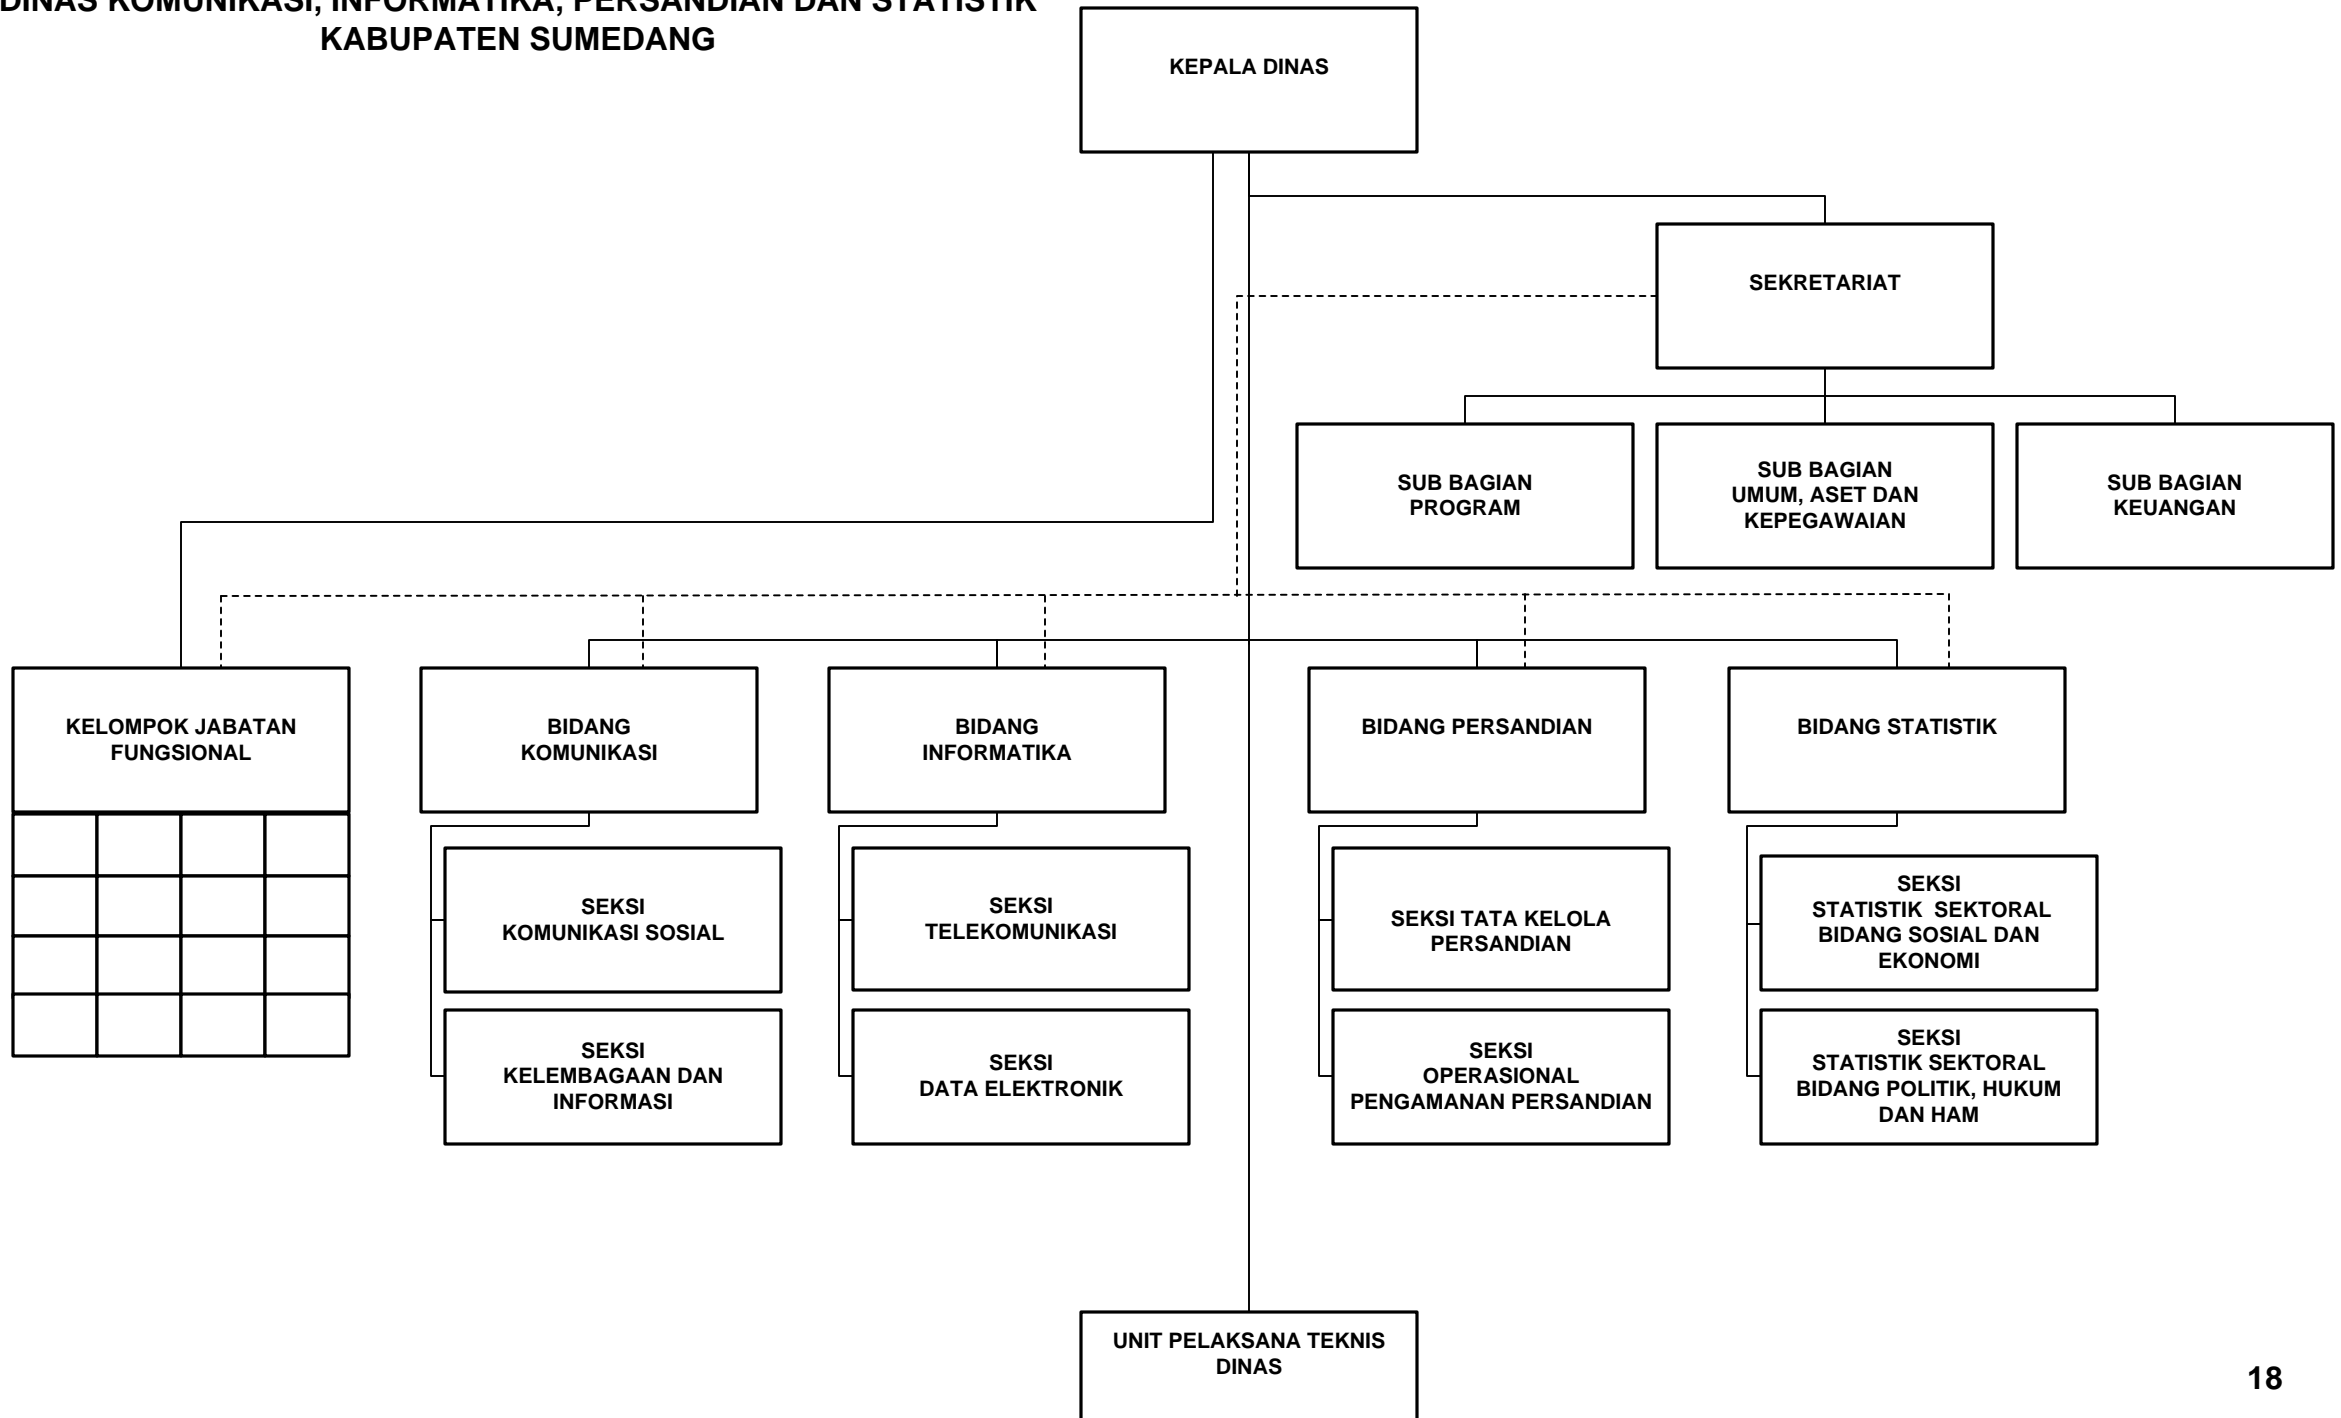 DINAS KOMUNIKASI, INFORMATIKA, PERSANDIAN DAN STATISTIK
KABUPATEN SUMEDANG
KEPALA DINAS
SEKRETARIAT
SUB BAGIAN
PROGRAM
SUB BAGIAN
UMUM, ASET DAN
KEPEGAWAIAN
SUB BAGIAN
KEUANGAN
KELOMPOK JABATAN
FUNGSIONAL
BIDANG
KOMUNIKASI
BIDANG
INFORMATIKA
BIDANG PERSANDIAN
BIDANG STATISTIK
SEKSI
KOMUNIKASI SOSIAL
SEKSI
TELEKOMUNIKASI
SEKSI TATA KELOLA
PERSANDIAN
SEKSI
STATISTIK  SEKTORAL
BIDANG SOSIAL DAN
EKONOMI
SEKSI
KELEMBAGAAN DAN
INFORMASI
SEKSI
DATA ELEKTRONIK
SEKSI
OPERASIONAL
PENGAMANAN PERSANDIAN
SEKSI
STATISTIK SEKTORAL
BIDANG POLITIK, HUKUM
DAN HAM
UNIT PELAKSANA TEKNIS
DINAS
18